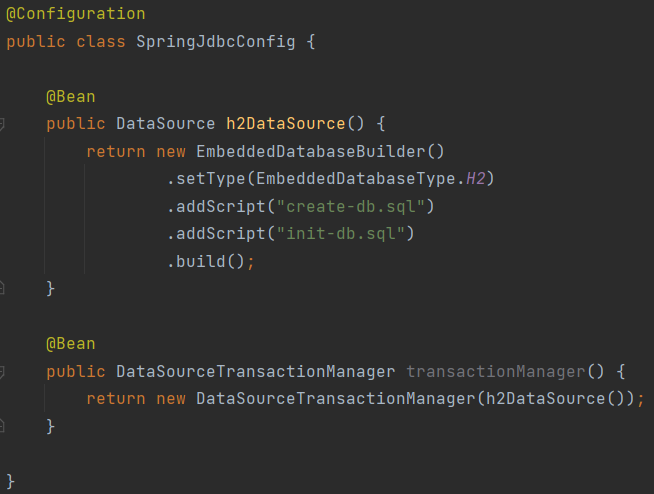 @Configuration
public class SpringJdbcConfig {
@Bean
public DataSource h2DataSource() {
return new EmbeddedDatabaseBuilder()
.setType(EmbeddedDatabaseType.H2)
.addScript("create-db.sql")
.addScript("init-db.sql")
.build();
}
@Bean
public DataSourceTransactionManager transactionManager() {
return new DataSourceTransactionManager(h2DataSource());
}
}